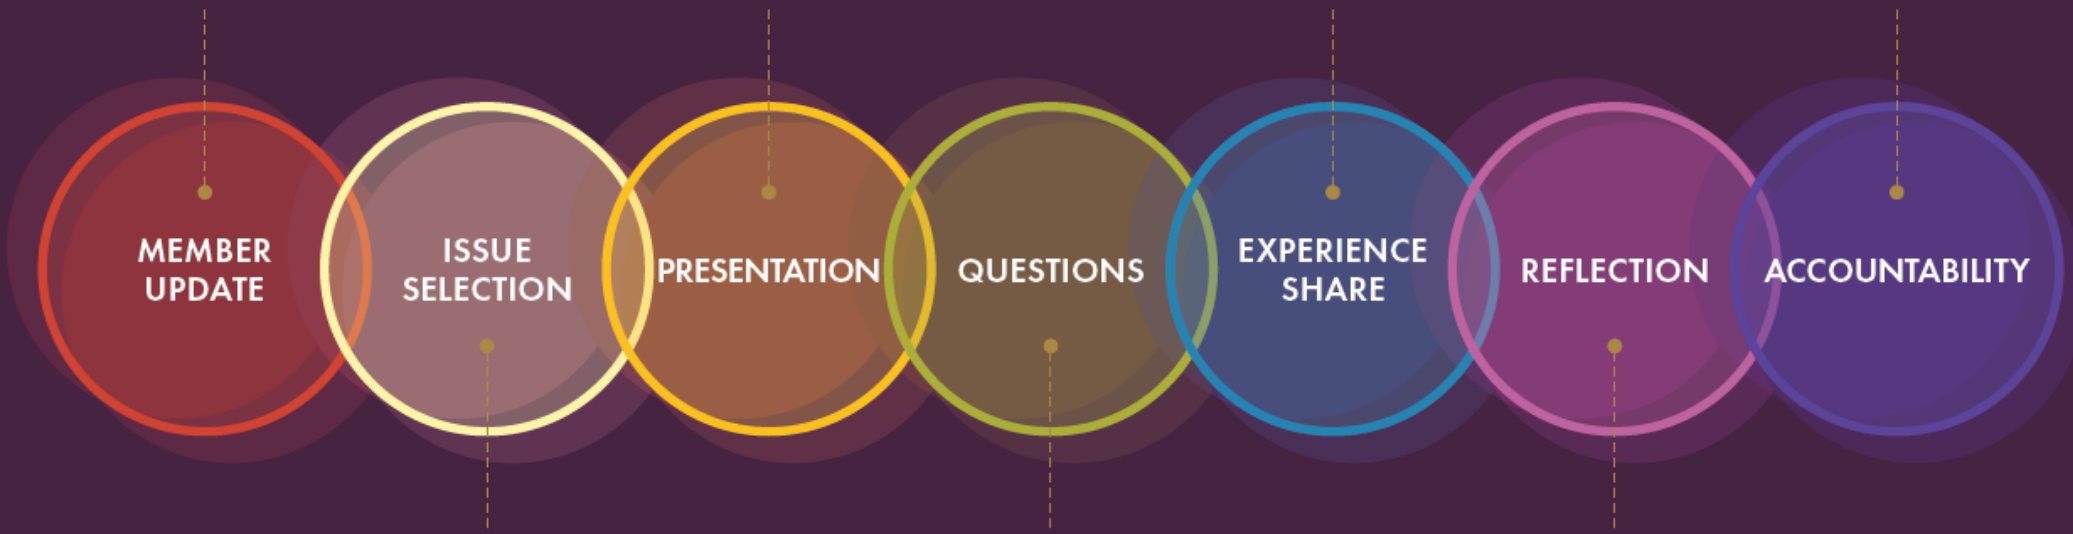 MEMBER
UPDATE
ISSUE
SELECTION
PRESENTATION
QUESTIONS
EXPERIENCE
SHARE
REFLECTION
ACCOUNTABILITY